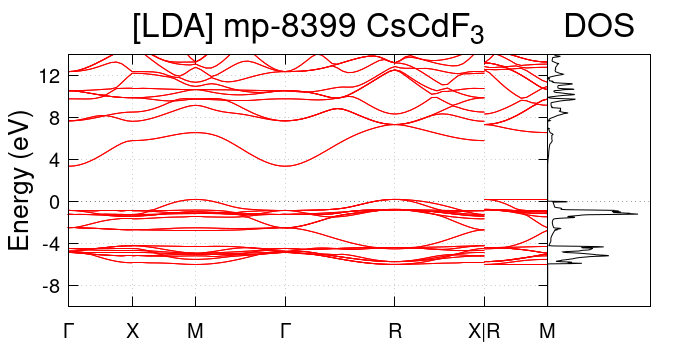 [LDA] mp-8399 CsCdF₃ DOS
Energy (eV)
12
8
4
0
-4
-8
Γ X M Γ R X|R M